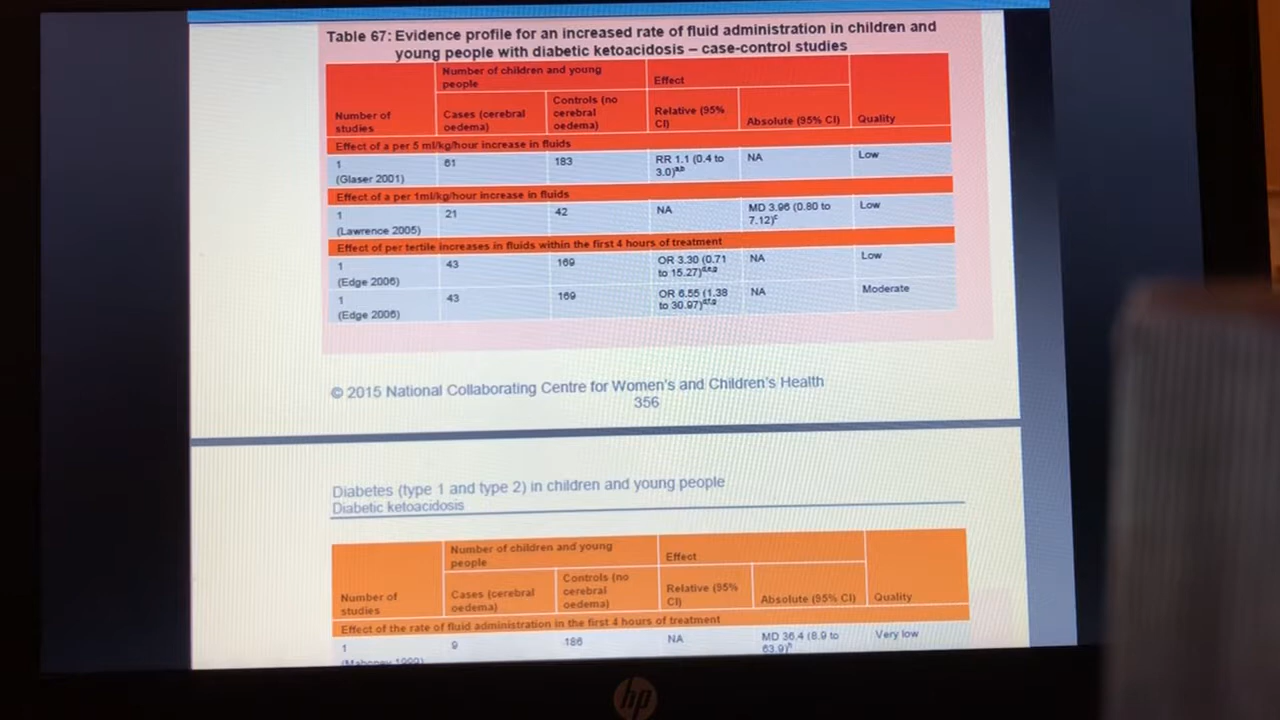 Table 67: Evidence profile for an increased rate of fluid administration in children and
young people with diabetic ketoacidosis – case-control studies
Number of children and young
people
Effect
Number of
studies
Cases (cerebral
oedema)
Controls (no
cerebral
oedema)
Relative (95%
CI)
Absolute (95% CI)
Quality
Effect of a per 5 ml/kg/hour increase in fluids
1
(Glaser 2001)
61
183
RR 1.1 (0.4 to
3.0)
NA
Low
Effect of a per 1ml/kg/hour increase in fluids
1
(Lawrence 2005)
21
42
NA
MD 3.96 (0.80 to
7.12)c
Low
Effect of per tertile increases in fluids within the first 4 hours of treatment
1
(Edge 2006)
43
169
OR 3.30 (0.71
to 15.27)
NA
Low
1
(Edge 2006)
43
169
OR 6.55 (1.38
to 30.97)
NA
Moderate
© 2015 National Collaborating Centre for Women's and Children's Health
356
Diabetes (type 1 and type 2) in children and young people
Diabetic ketoacidosis
Number of children and young
people
Effect
Number of
studies
Cases (cerebral
oedema)
Controls (no
cerebral
oedema)
Relative (95%
CI)
Absolute (95% CI)
Quality
Effect of the rate of fluid administration in the first 4 hours of treatment
1
(Mahoney 1999)
9
186
NA
MD 36.4 (8.9 to
63.9)h
Very low
hp